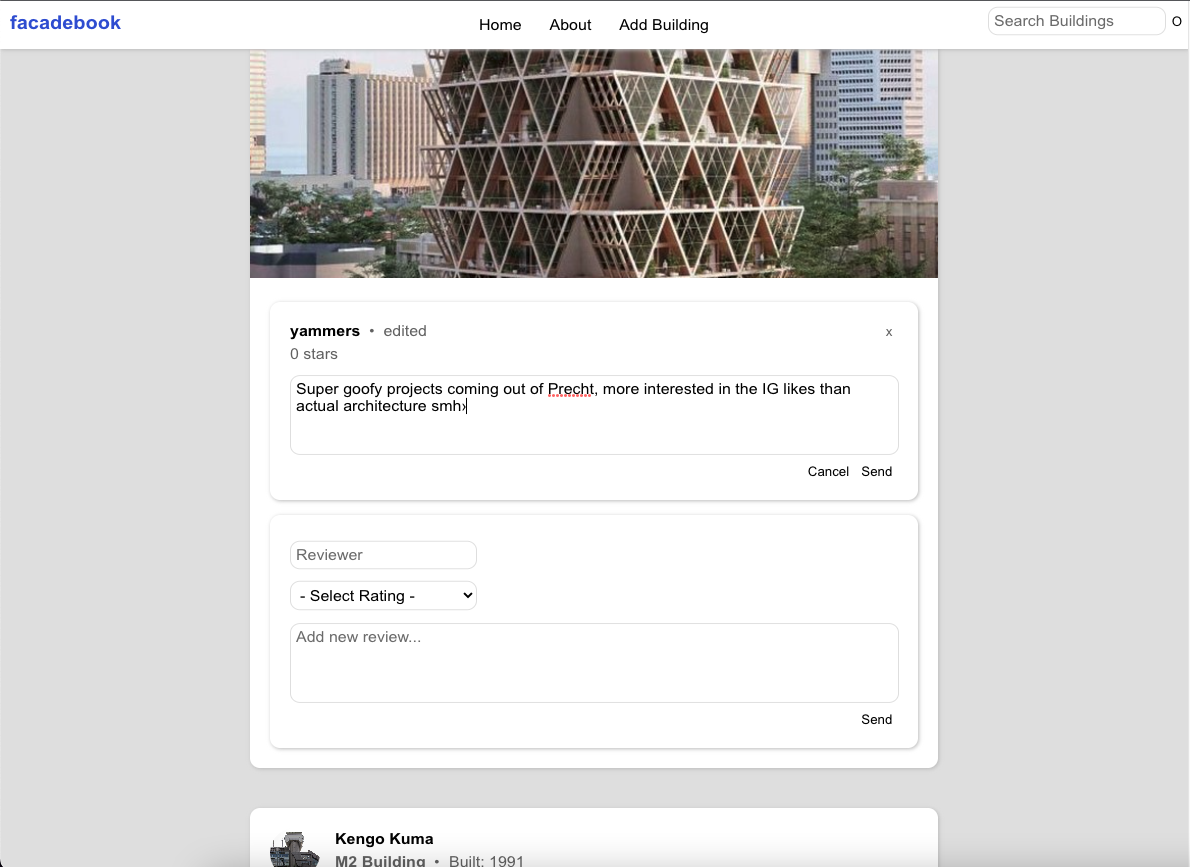 facadebook
Home About Add Building
Search Buildings O
yammers • edited x
0 stars
Super goofy projects coming out of Precht, more interested in the IG likes than
actual architecture smh
Cancel Send
Reviewer
- Select Rating -
Add new review...
Send
Kengo Kuma
M2 Building • Built: 1991